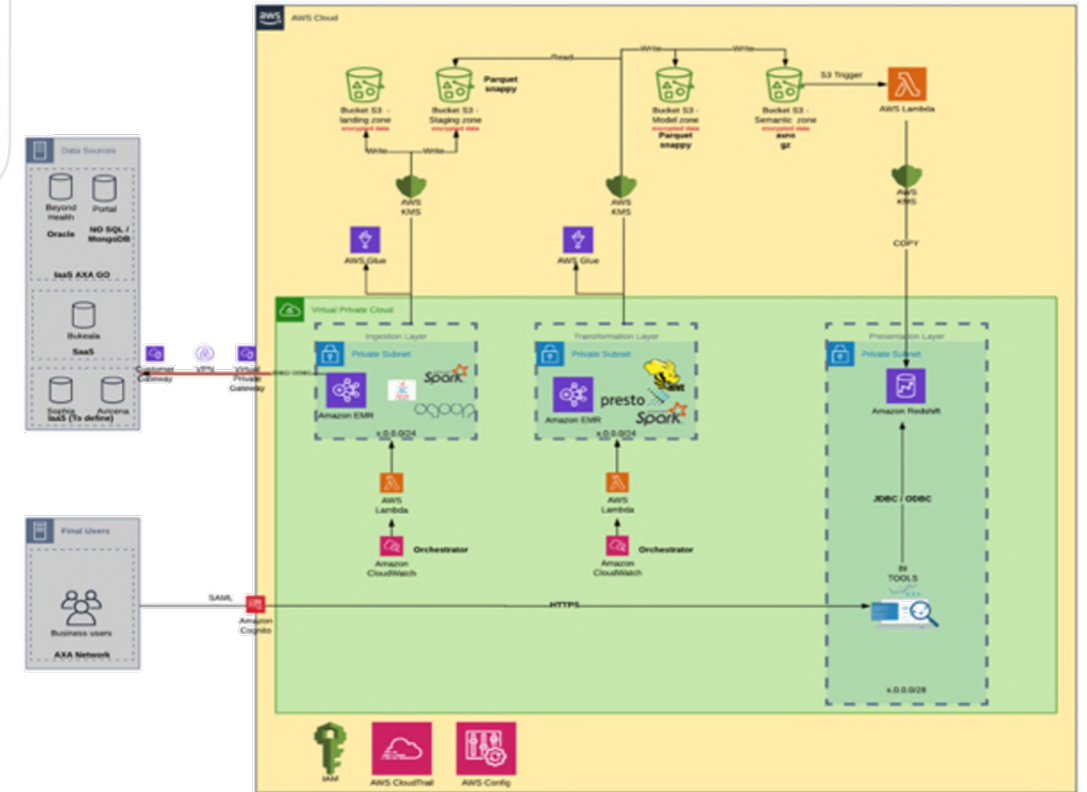 aws
AWS Cloud
Read
Write
Write
Bucket S3 -
landing zone
encrypted data
Bucket S3 -
Staging zone
encrypted data
Parquet
snappy
Bucket S3 -
Model zone
encrypted data
Parquet
snappy
Bucket S3 -
Semantic zone
encrypted data
avro
gz
S3 Trigger
AWS Lambda
Write
Write
AWS
KMS
AWS
KMS
AWS
KMS
COPY
AWS Glue
AWS Glue
Data Sources
Beyond
Health
Oracle
Portal
NO SQL /
MongoDB
IaaS AXA GO
Bukeala
SaaS
Sophia
Avicena
IaaS (To define)
Customer
Gateway
VPN
Virtual
Private
Gateway
Virtual Private Cloud
Ingestion Layer
Private Subnet
Amazon EMR
Spark
sqoop
x.0.0.0/24
Transformation Layer
Private Subnet
Amazon EMR
presto
Spark
x.0.0.0/24
Presentation Layer
Private Subnet
Amazon Redshift
JDBC / ODBC
BI
TOOLS
x.0.0.0/28
AWS
Lambda
Amazon
CloudWatch
Orchestrator
AWS
Lambda
Amazon
CloudWatch
Orchestrator
Final Users
Business users
AXA Network
SAML
Amazon
Cognito
HTTPS
IAM
AWS CloudTrail
AWS Config